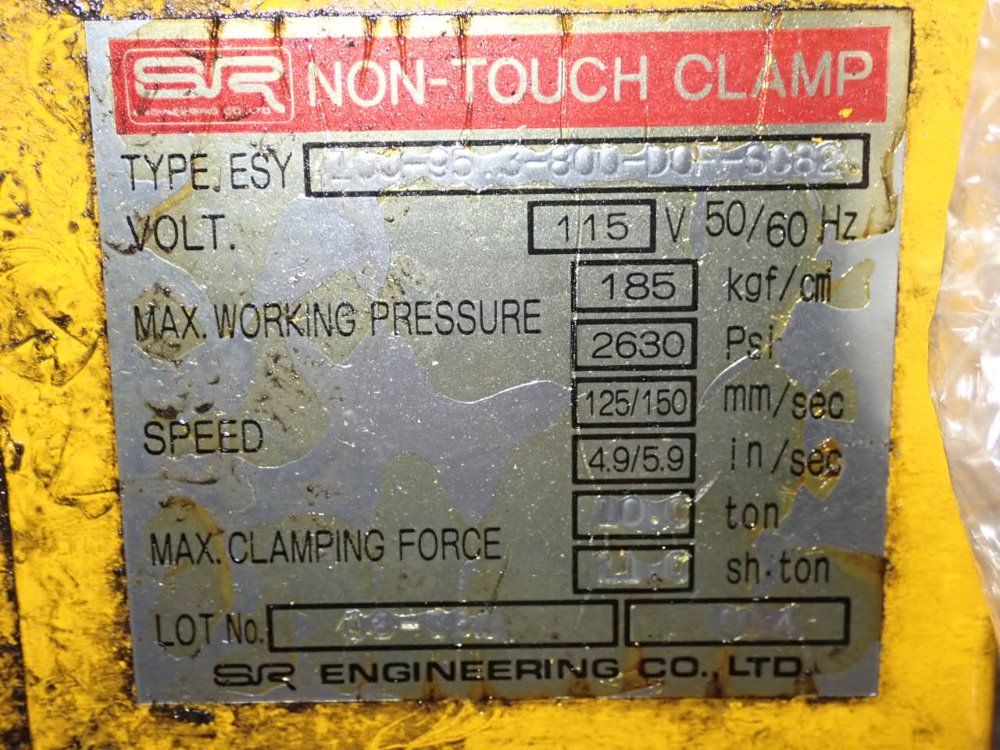 SR NON-TOUCH CLAMP
TYPE. ESY
VOLT. 115 V 50/60 Hz
185 kgf/cm²
MAX. WORKING PRESSURE
2630 Psi
125/150 mm/sec
SPEED
4.9/5.9 in/sec
ton
MAX. CLAMPING FORCE
sh·ton
LOT No.
SR ENGINEERING CO., LTD.